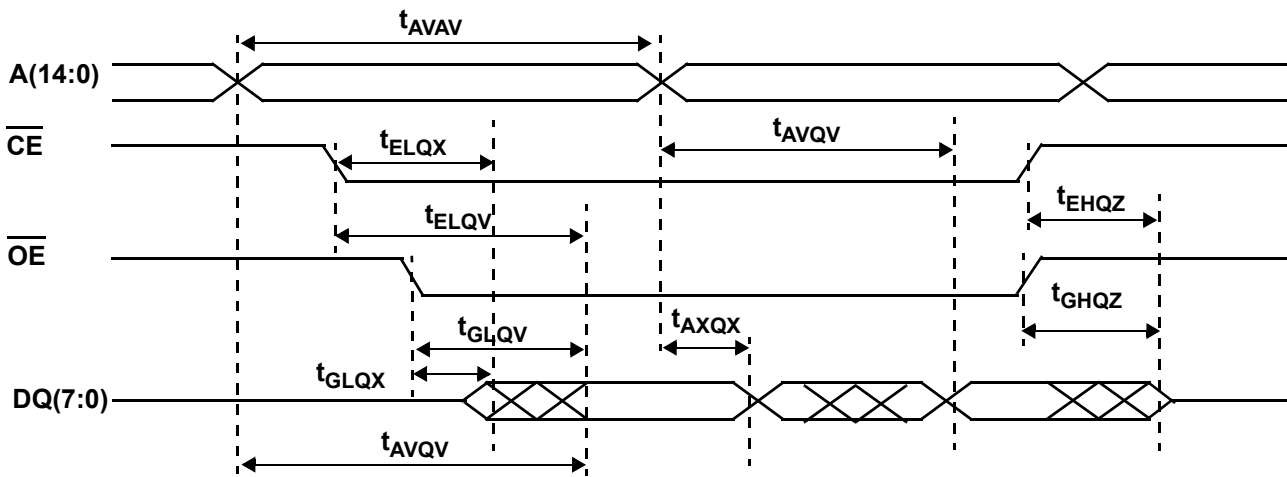 tAVAV
A(14:0)
CE
tELQX
tAVQV
tEHQZ
tELQV
OE
tGHQZ
tAXQX
tGLQV
tGLQX
DQ(7:0)
tAVQV